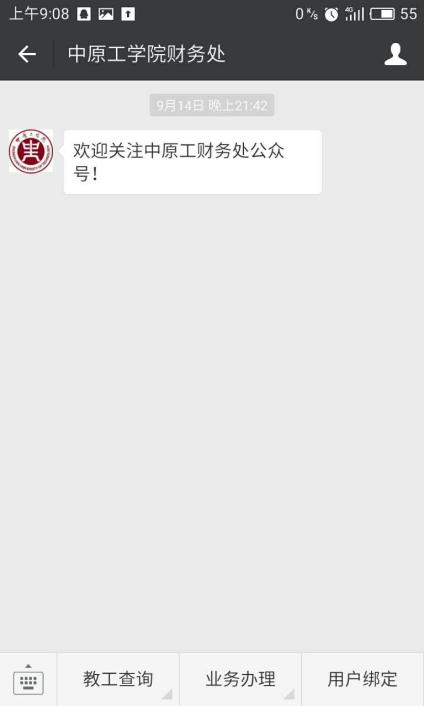 上午9:08
0 K/s 4G 55
中原工学院财务处
9月14日 晚上21:42
欢迎关注中原工财务处公众
号！
教工查询
业务办理
用户绑定